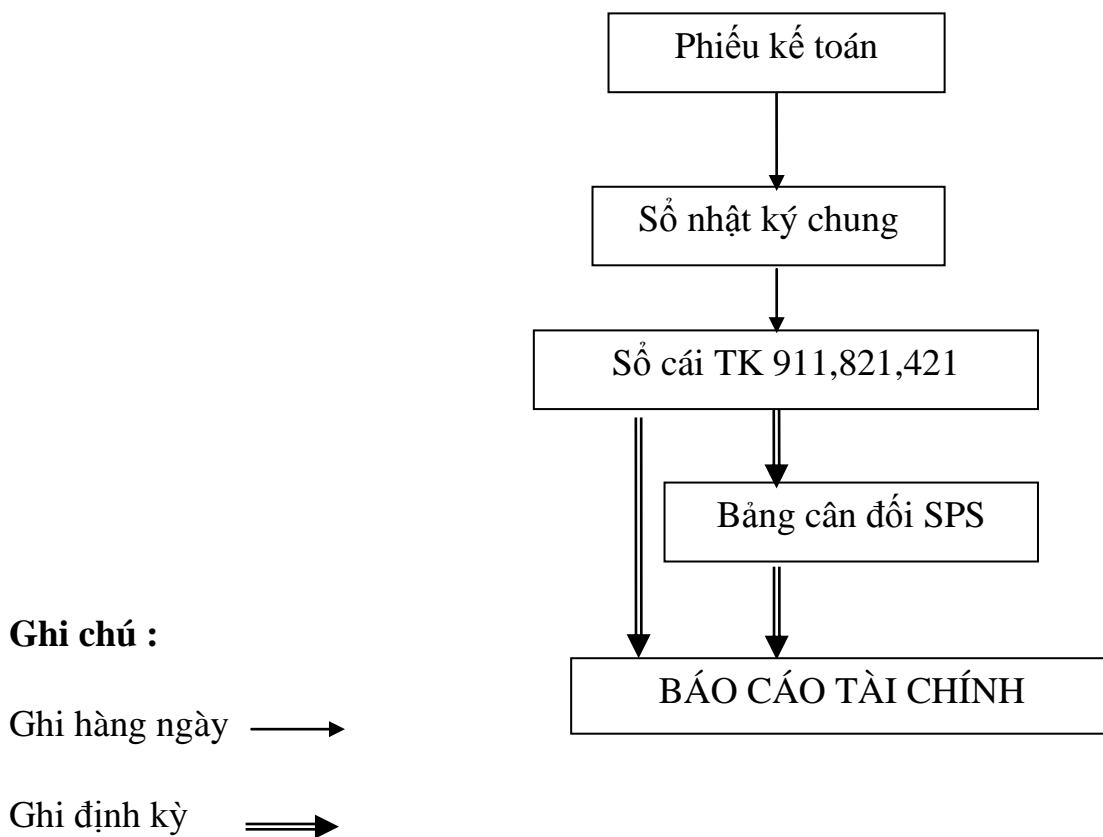 Phiếu kế toán
Sổ nhật ký chung
Sổ cái TK 911,821,421
Bảng cân đối SPS
BÁO CÁO TÀI CHÍNH
Ghi chú :
Ghi hàng ngày
Ghi định kỳ